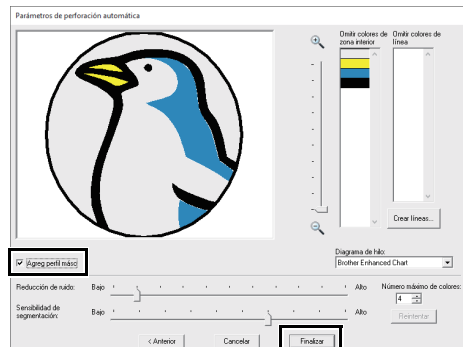 Parámetros de perforación automática
Omitir colores de zona interior
Omitir colores de línea
Crear líneas...
Agreg perfil másc
Diagrama de hilo:
Brother Enhanced Chart
Reducción de ruido:
Bajo
Alto
Número máximo de colores:
4
Sensibilidad de segmentación:
Bajo
Alto
Reintentar
< Anterior
Cancelar
Finalizar